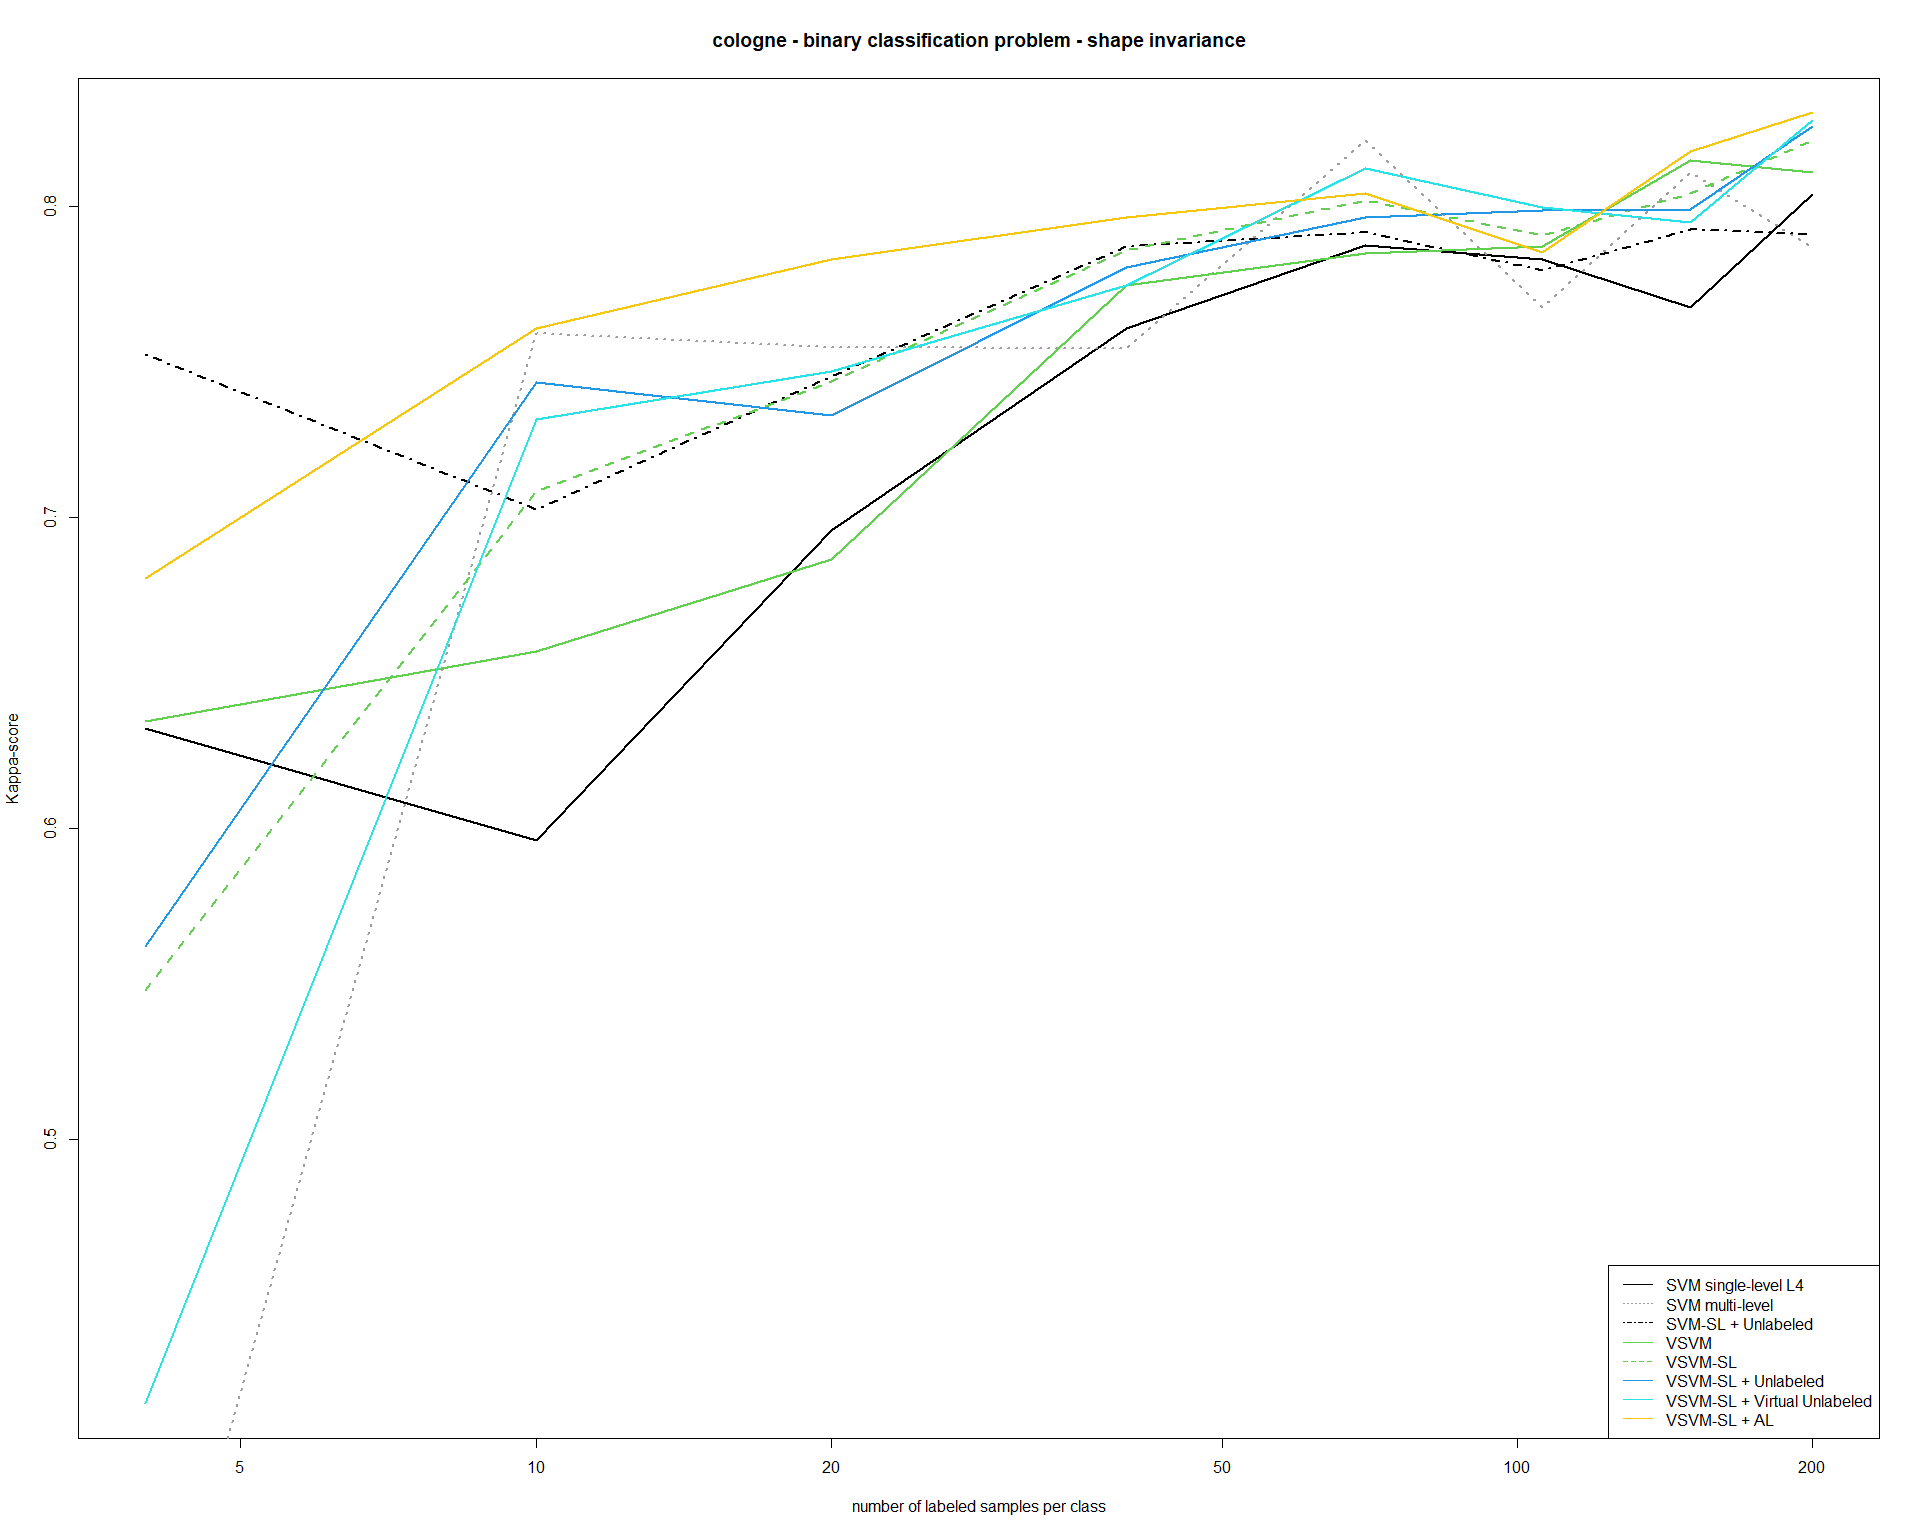 cologne - binary classification problem - shape invariance
Kappa-score
0.8
0.7
0.6
0.5
SVM single-level L4
SVM multi-level
SVM-SL + Unlabeled
VSVM
VSVM-SL
VSVM-SL + Unlabeled
VSVM-SL + Virtual Unlabeled
VSVM-SL + AL
5 10 20 50 100 200
number of labeled samples per class